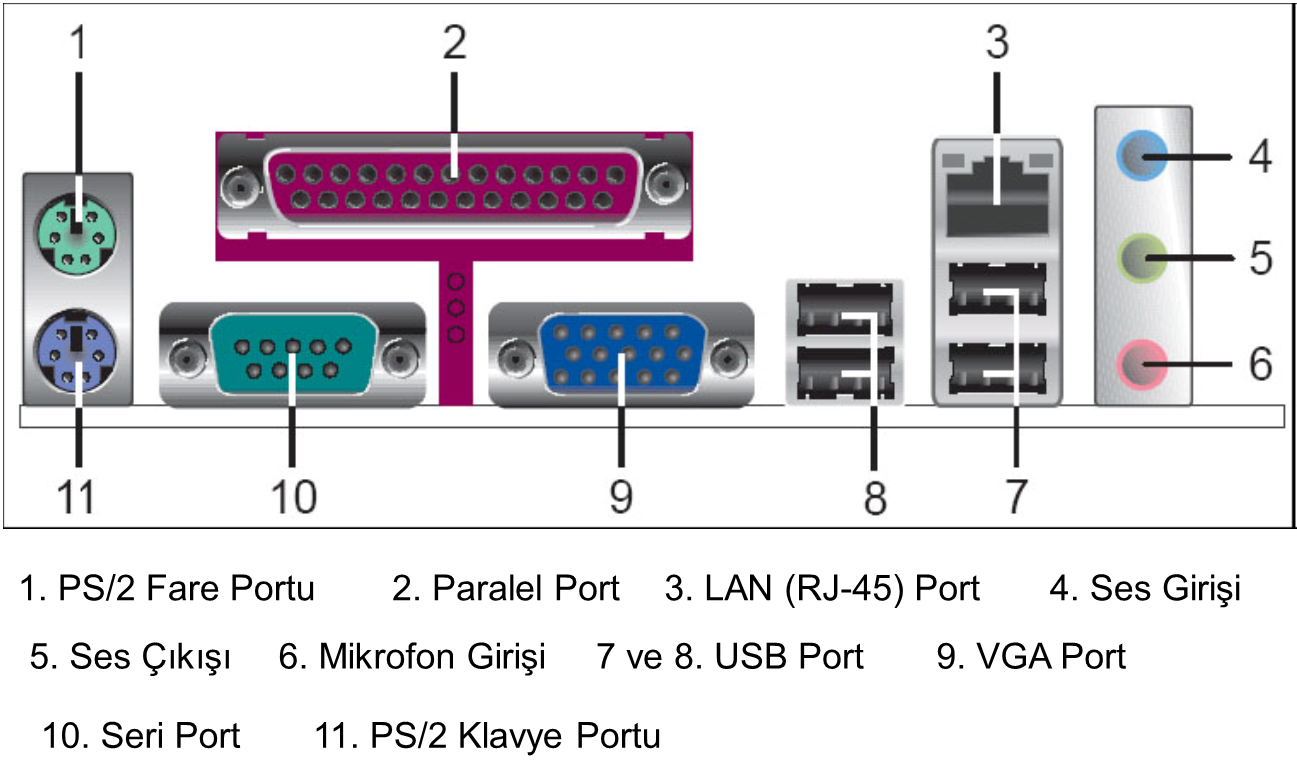 1 2 3
4
5
6
11 10 9 8 7
1. PS/2 Fare Portu 2. Paralel Port 3. LAN (RJ-45) Port 4. Ses Girişi
5. Ses Çıkışı 6. Mikrofon Girişi 7 ve 8. USB Port 9. VGA Port
10. Seri Port 11. PS/2 Klavye Portu